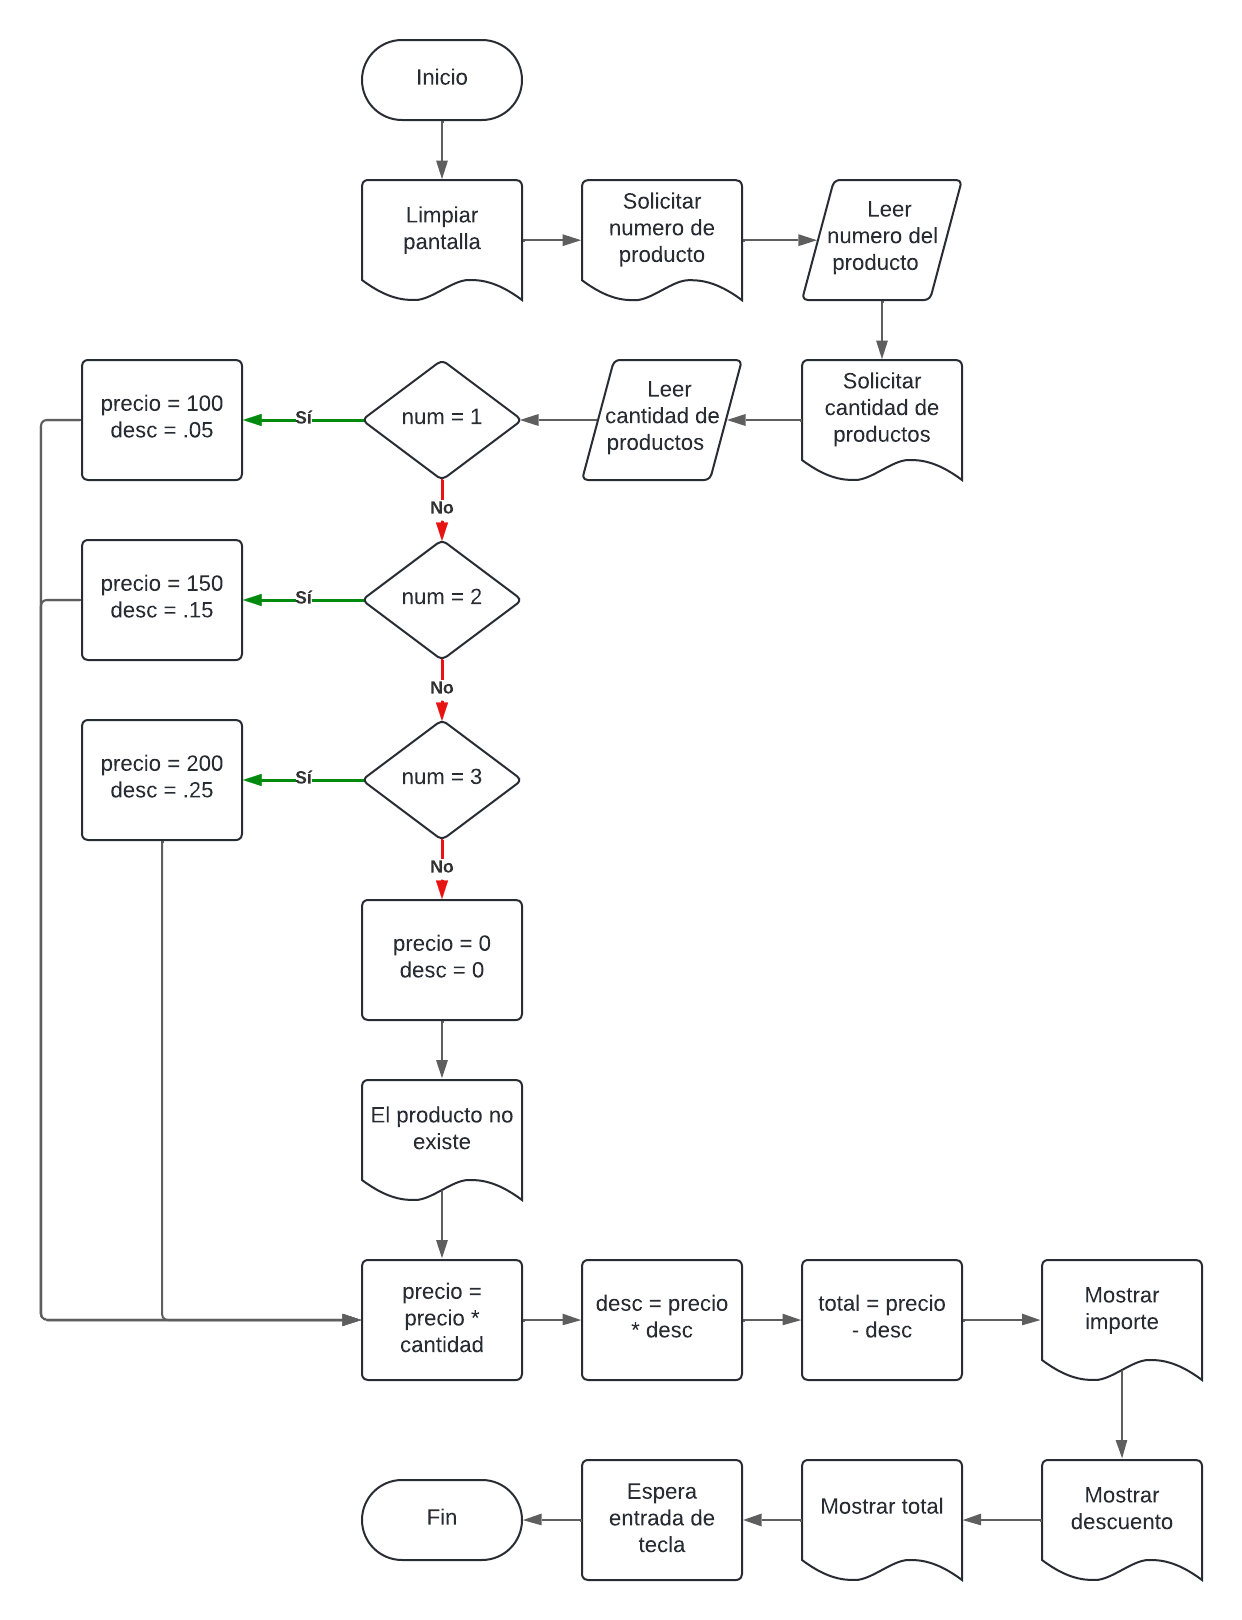 Inicio
Limpiar
pantalla
Solicitar
numero de
producto
Leer
numero del
producto
Solicitar
cantidad de
productos
Leer
cantidad de
productos
num = 1
Sí
precio = 100
desc = .05
No
num = 2
Sí
precio = 150
desc = .15
No
num = 3
Sí
precio = 200
desc = .25
No
precio = 0
desc = 0
El producto no
existe
precio =
precio *
cantidad
desc = precio
* desc
total = precio
- desc
Mostrar
importe
Mostrar
descuento
Mostrar total
Espera
entrada de
tecla
Fin